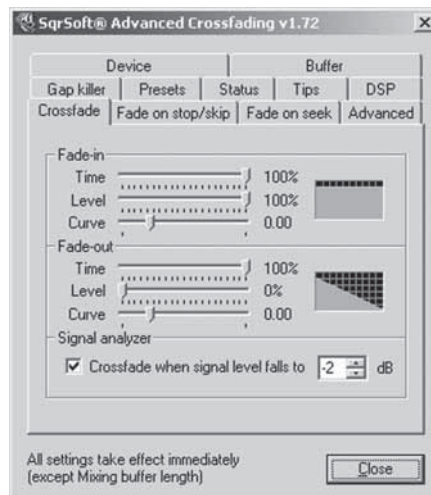 SqrSoft® Advanced Crossfading v1.72
Device Buffer
Gap killer Presets Status Tips DSP
Crossfade Fade on stop/skip Fade on seek Advanced
Fade-in
Time 100%
Level 100%
Curve 0.00
Fade-out
Time 100%
Level 0%
Curve 0.00
Signal analyzer
Crossfade when signal level falls to -2 dB
All settings take effect immediately
(except Mixing buffer length)
Close